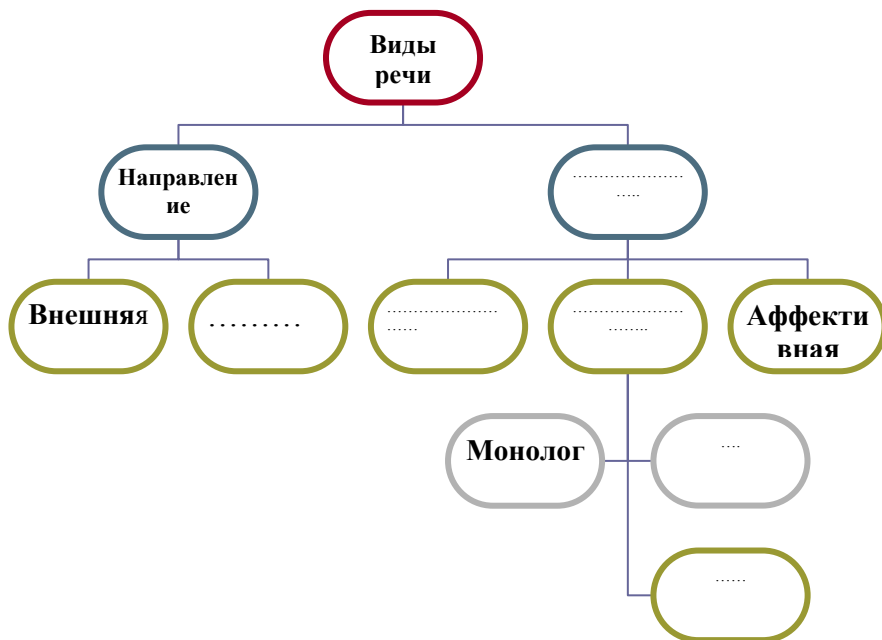 Виды
речи
Направлен
ие
…………………
…..
Внешняя
………
…………………
……
…………………
……..
Аффекти
вная
Монолог
….
……